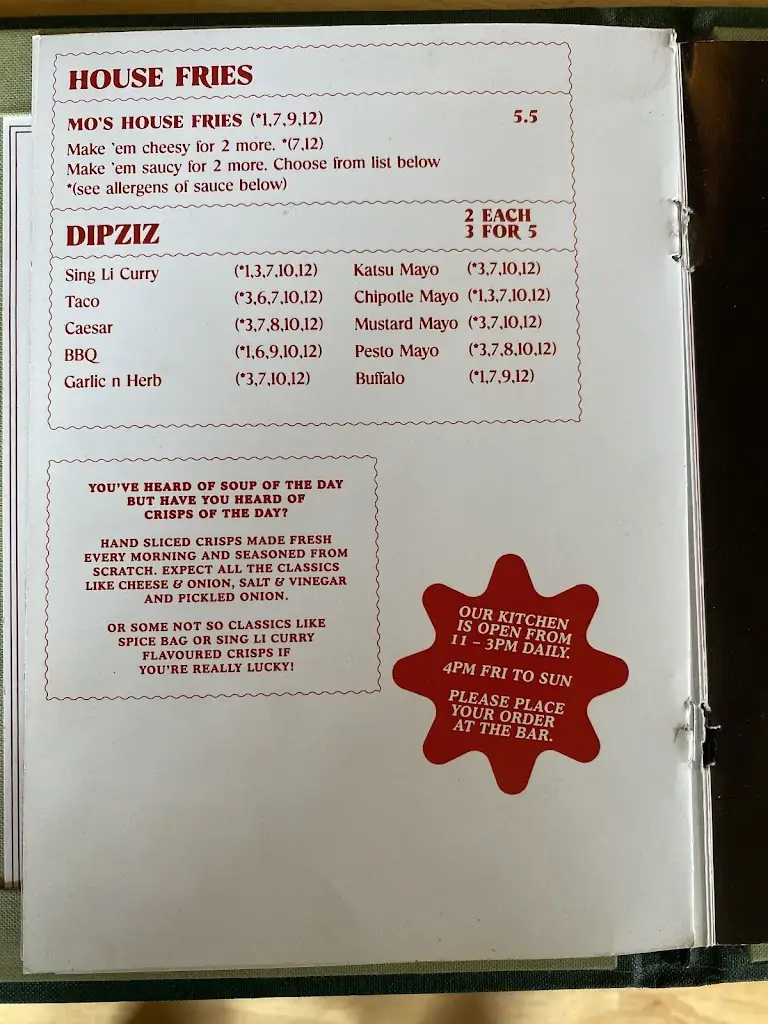 HOUSE FRIES
MO'S HOUSE FRIES (*1,7,9,12) 5.5
Make 'em cheesy for 2 more. *(7,12)
Make 'em saucy for 2 more. Choose from list below
*(see allergens of sauce below)
DIPZIZ
2 EACH
3 FOR 5
Sing Li Curry (*1,3,7,10,12) Katsu Mayo (*3,7,10,12)
Taco (*3,6,7,10,12) Chipotle Mayo (*1,3,7,10,12)
Caesar (*3,7,8,10,12) Mustard Mayo (*3,7,10,12)
BBQ (*1,6,9,10,12) Pesto Mayo (*3,7,8,10,12)
Garlic n Herb (*3,7,10,12) Buffalo (*1,7,9,12)
YOU'VE HEARD OF SOUP OF THE DAY
BUT HAVE YOU HEARD OF
CRISPS OF THE DAY?
HAND SLICED CRISPS MADE FRESH
EVERY MORNING AND SEASONED FROM
SCRATCH. EXPECT ALL THE CLASSICS
LIKE CHEESE & ONION, SALT & VINEGAR
AND PICKLED ONION.
OR SOME NOT SO CLASSICS LIKE
SPICE BAG OR SING LI CURRY
FLAVOURED CRISPS IF
YOU'RE REALLY LUCKY!
OUR KITCHEN
IS OPEN FROM
11 – 3PM DAILY.
4PM FRI TO SUN
PLEASE PLACE
YOUR ORDER
AT THE BAR.